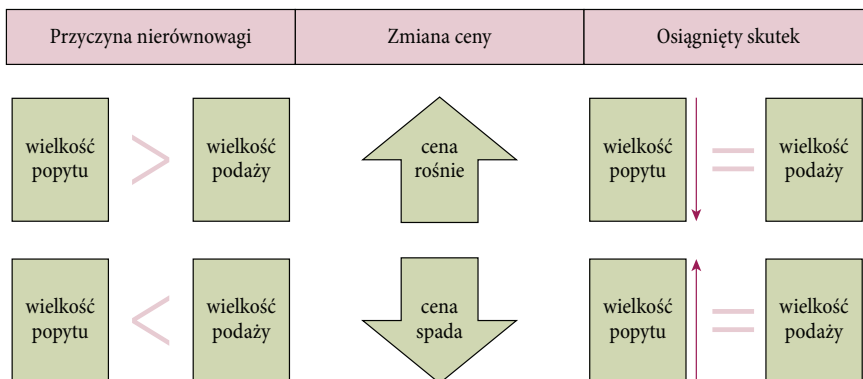 Przyczyna nierównowagi
Zmiana ceny
Osiągnięty skutek
wielkość
popytu
>
wielkość
podaży
cena
rośnie
wielkość
popytu
=
wielkość
podaży
wielkość
popytu
<
wielkość
podaży
cena
spada
wielkość
popytu
=
wielkość
podaży